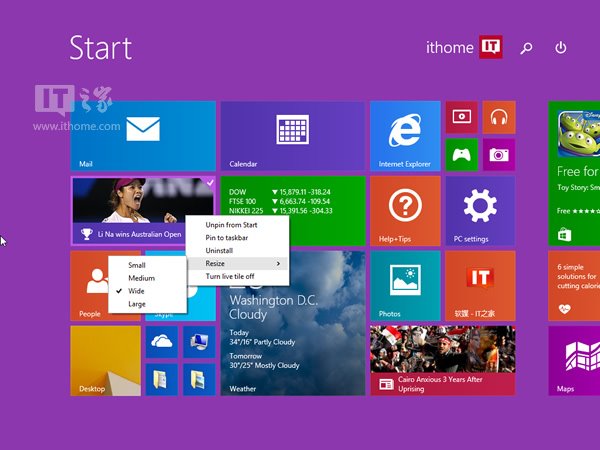 Start
ithome
IT
IT之家
www.ithome.com
Mail
Calendar
Internet Explorer
Free for
Toy Story: Sm
Free
Li Na wins Australian Open
DOW ▼ 15,879.11 -318.24
FTSE 100 ▼ 6,663.74 -109.54
NIKKEI 225 ▼ 15,391.56 -304.33
Help+Tips
PC settings
Unpin from Start
Pin to taskbar
Uninstall
Resize
Turn live tile off
Small
Medium
Wide
Large
People
Skype
Washington D.C.
Cloudy
Today
34°/16° Partly Cloudy
Tomorrow
30°/25° Mostly Cloudy
Weather
Photos
IT
软媒 - IT之家
6 simple
solutions for
cutting calorie
Desktop
Cairo Anxious 3 Years After
Uprising
Maps